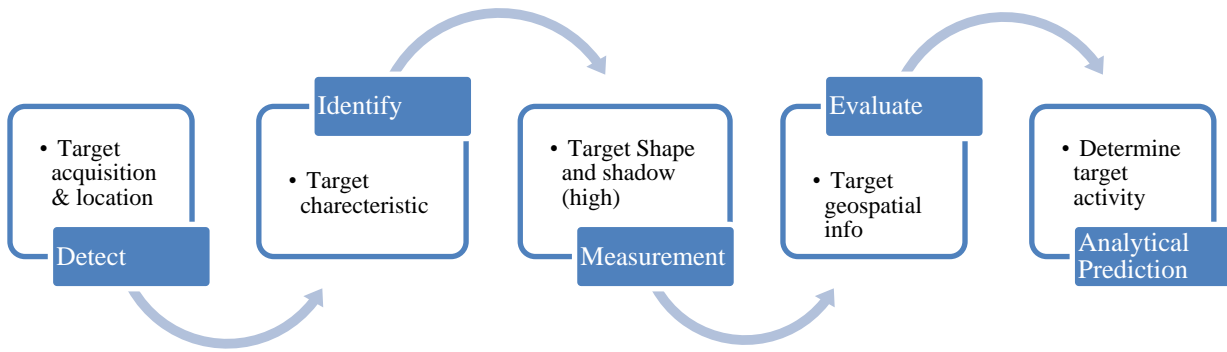 • Target
acquisition
& location
Detect
Identify
• Target
charecteristic
• Target Shape
and shadow
(high)
Measurement
Evaluate
• Target
geospatial
info
• Determine
target
activity
Analytical
Prediction